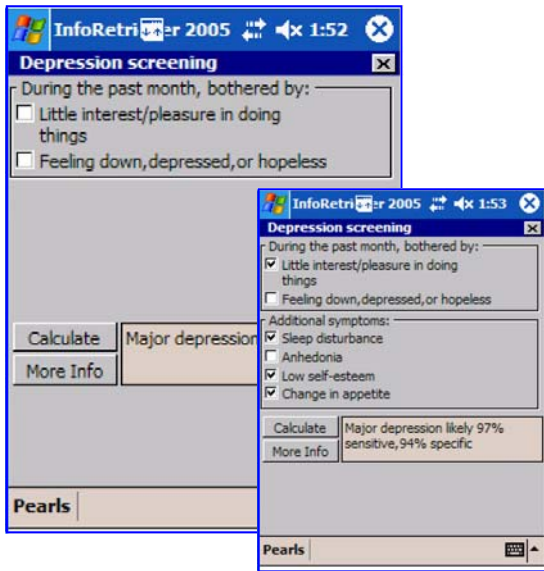 InfoRetri er 2005 1:52
Depression screening
During the past month, bothered by:
Little interest/pleasure in doing
things
Feeling down, depressed, or hopeless
Calculate
Major depression
More Info
Pearls
InfoRetri er 2005 1:53
Depression screening
During the past month, bothered by:
Little interest/pleasure in doing
things
Feeling down, depressed, or hopeless
Additional symptoms:
Sleep disturbance
Anhedonia
Low self-esteem
Change in appetite
Calculate
Major depression likely 97%
sensitive, 94% specific
More Info
Pearls